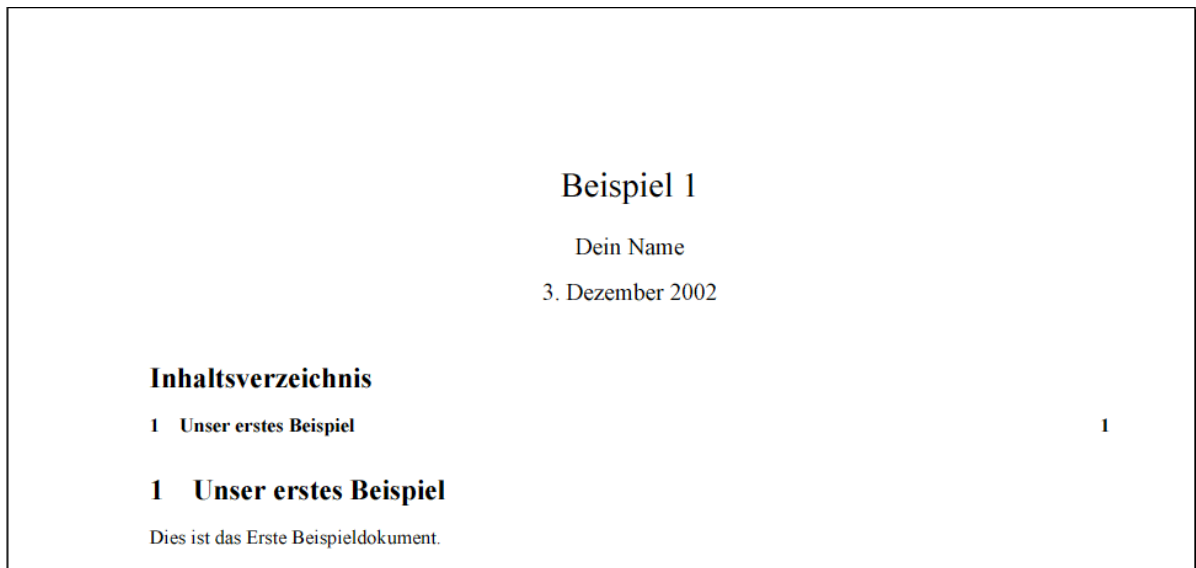 Beispiel 1
Dein Name
3. Dezember 2002
Inhaltsverzeichnis
1 Unser erstes Beispiel 1
1 Unser erstes Beispiel
Dies ist das Erste Beispieldokument.